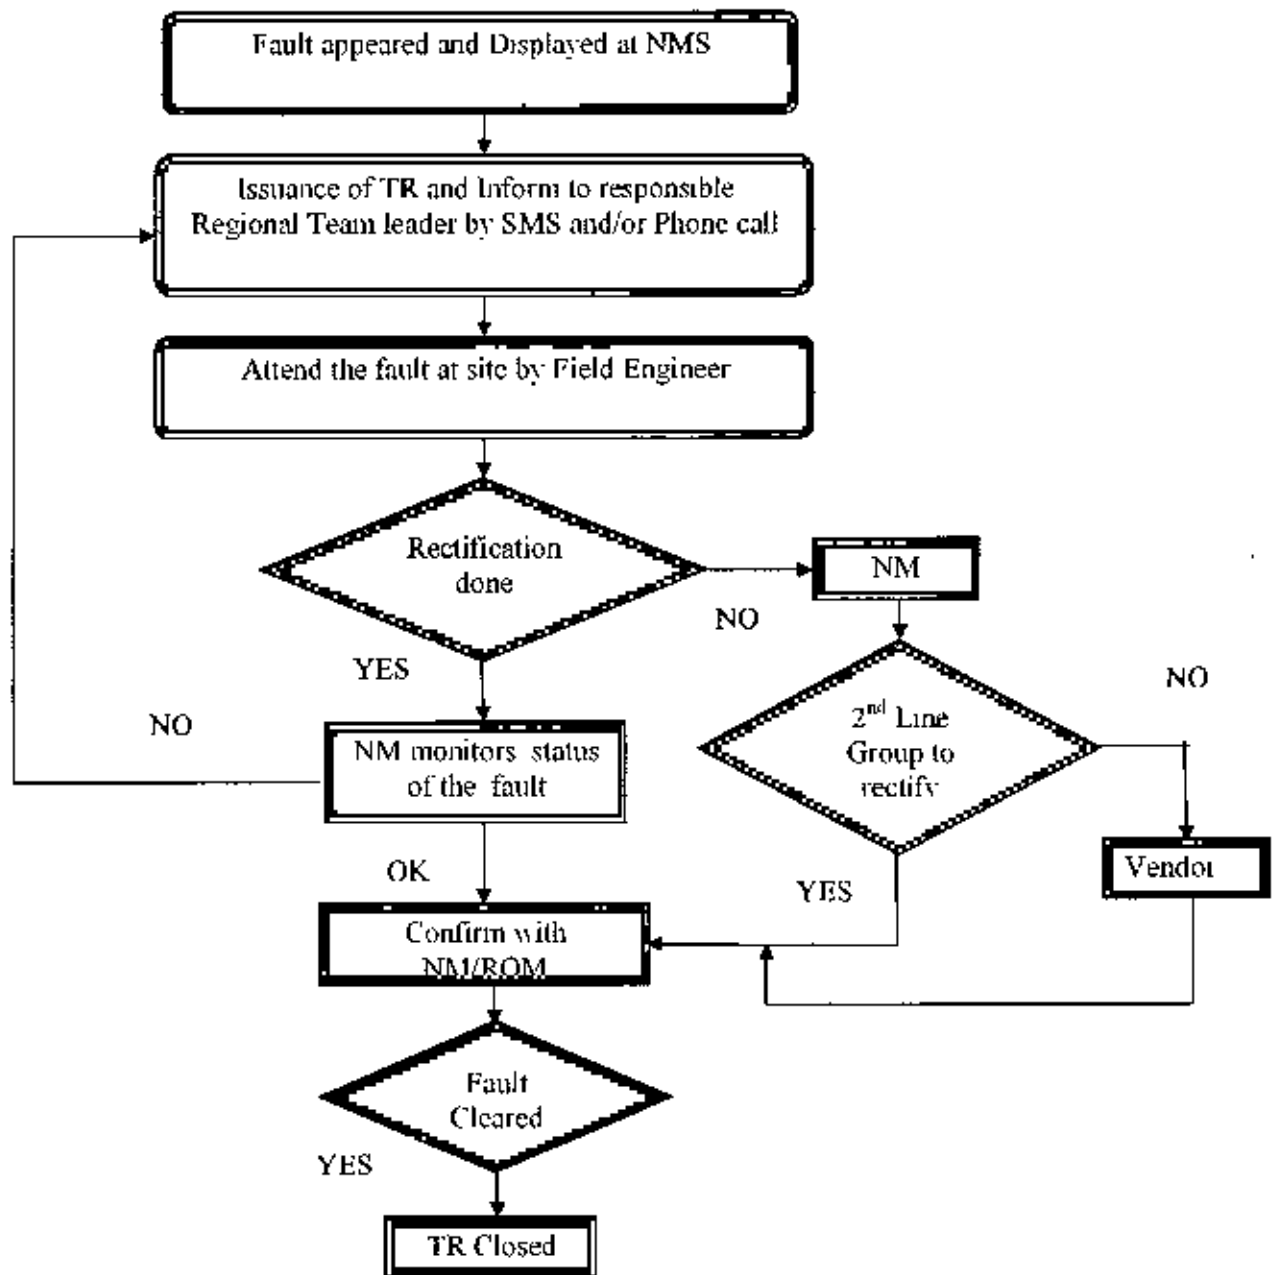 Fault appeared and Displayed at NMS
Issuance of TR and Inform to responsible
Regional Team leader by SMS and/or Phone call
Attend the fault at site by Field Engineer
Rectification
done
NM
NO
YES
NO
2nd Line
Group to
rectify
NO
NM monitors status
of the fault
Vendor
OK
YES
Confirm with
NM/ROM
Fault
Cleared
YES
TR Closed